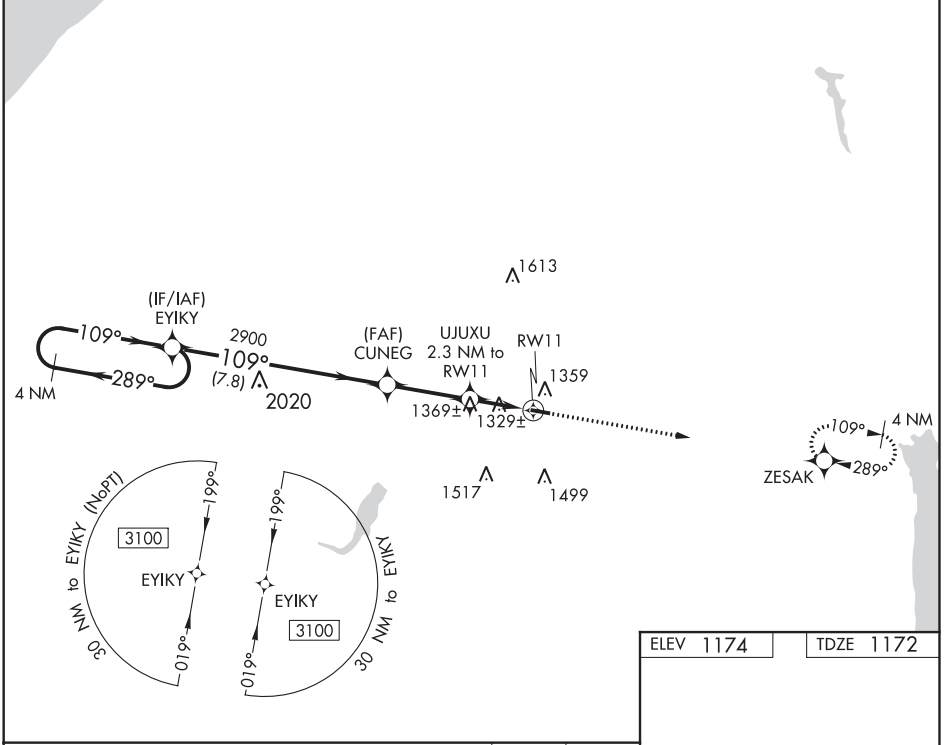 1613
(IF/IAF)
EYIKY
2900
109°
109°
(7.8)
289°
4 NM
2020
(FAF)
CUNEG
UJUXU
2.3 NM to
RW11
RW11
1359
1369±
1329±
109°
4 NM
289°
ZESAK
1517
1499
30 NM to EYIKY (NoPT)
199°
3100
EYIKY
019°
199°
EYIKY
3100
019°
30 NM to EYIKY
ELEV 1174
TDZE 1172